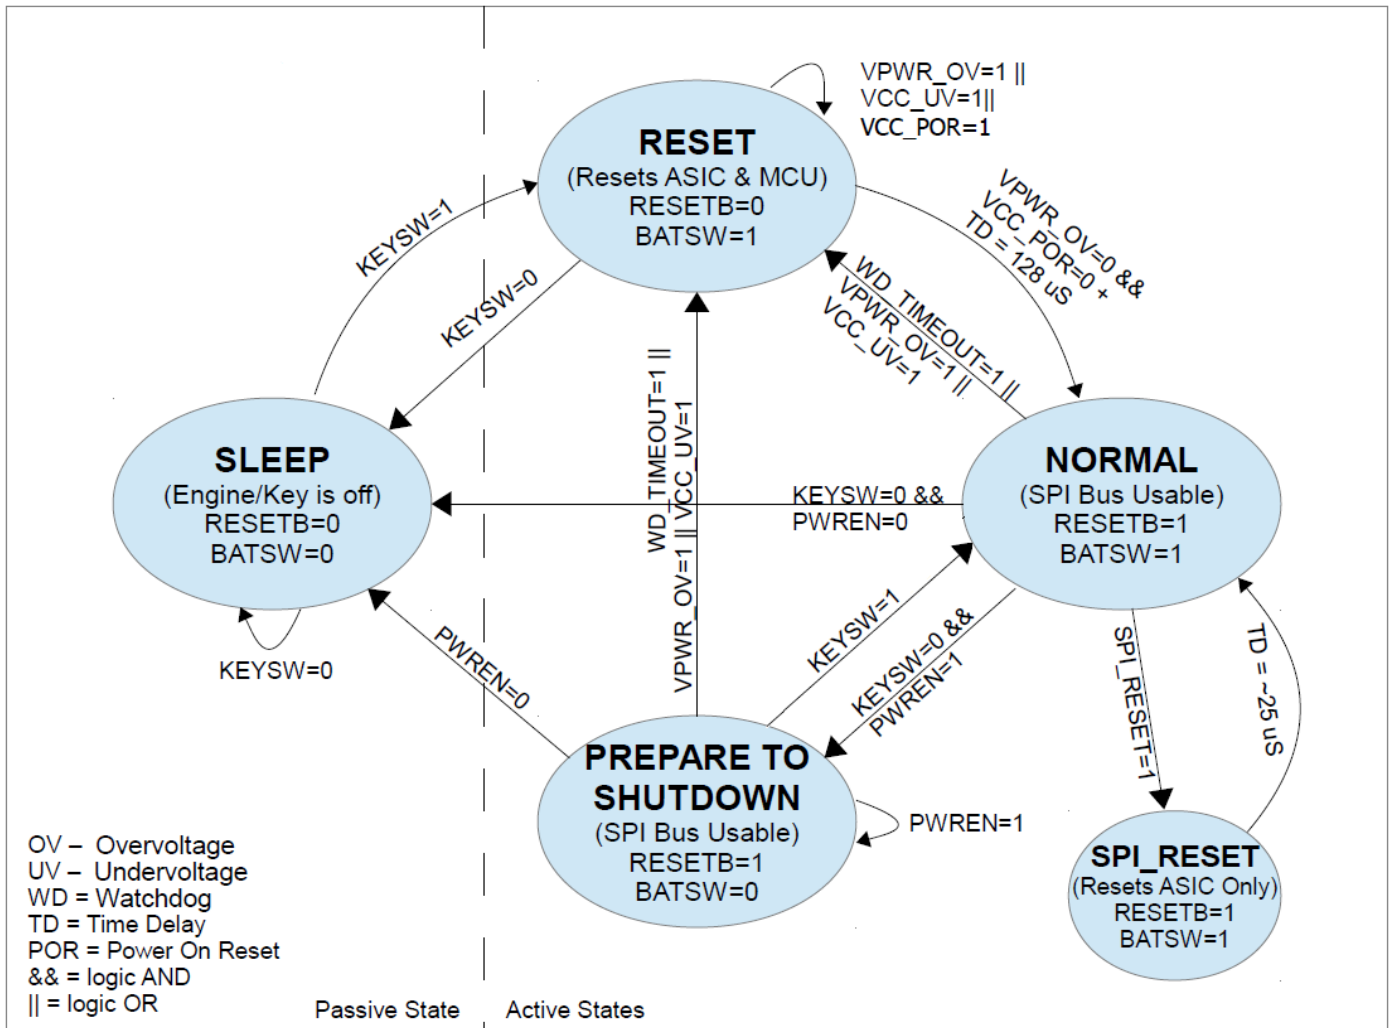 VPWR_OV=1 ||
VCC_UV=1||
VCC_POR=1
RESET
(Resets ASIC & MCU)
RESETB=0
BATSW=1
VPWR_OV=0 &&
VCC_POR=0 +
TD = 128 uS
KEYSW=1
KEYSW=0
WD_TIMEOUT=1 ||
VPWR_OV=1 ||
VCC_UV=1
WD_TIMEOUT=1 ||
VPWR_OV=1 || VCC_UV=1
SLEEP
(Engine/Key is off)
RESETB=0
BATSW=0
KEYSW=0 &&
PWREN=0
NORMAL
(SPI Bus Usable)
RESETB=1
BATSW=1
KEYSW=0
PWREN=0
KEYSW=1
KEYSW=0 &&
PWREN=1
SPI_RESET=1
TD = ~25 uS
PREPARE TO
SHUTDOWN
(SPI Bus Usable)
RESETB=1
BATSW=0
PWREN=1
SPI_RESET
(Resets ASIC Only)
RESETB=1
BATSW=1
OV – Overvoltage
UV – Undervoltage
WD = Watchdog
TD = Time Delay
POR = Power On Reset
&& = logic AND
|| = logic OR
Passive State
Active States